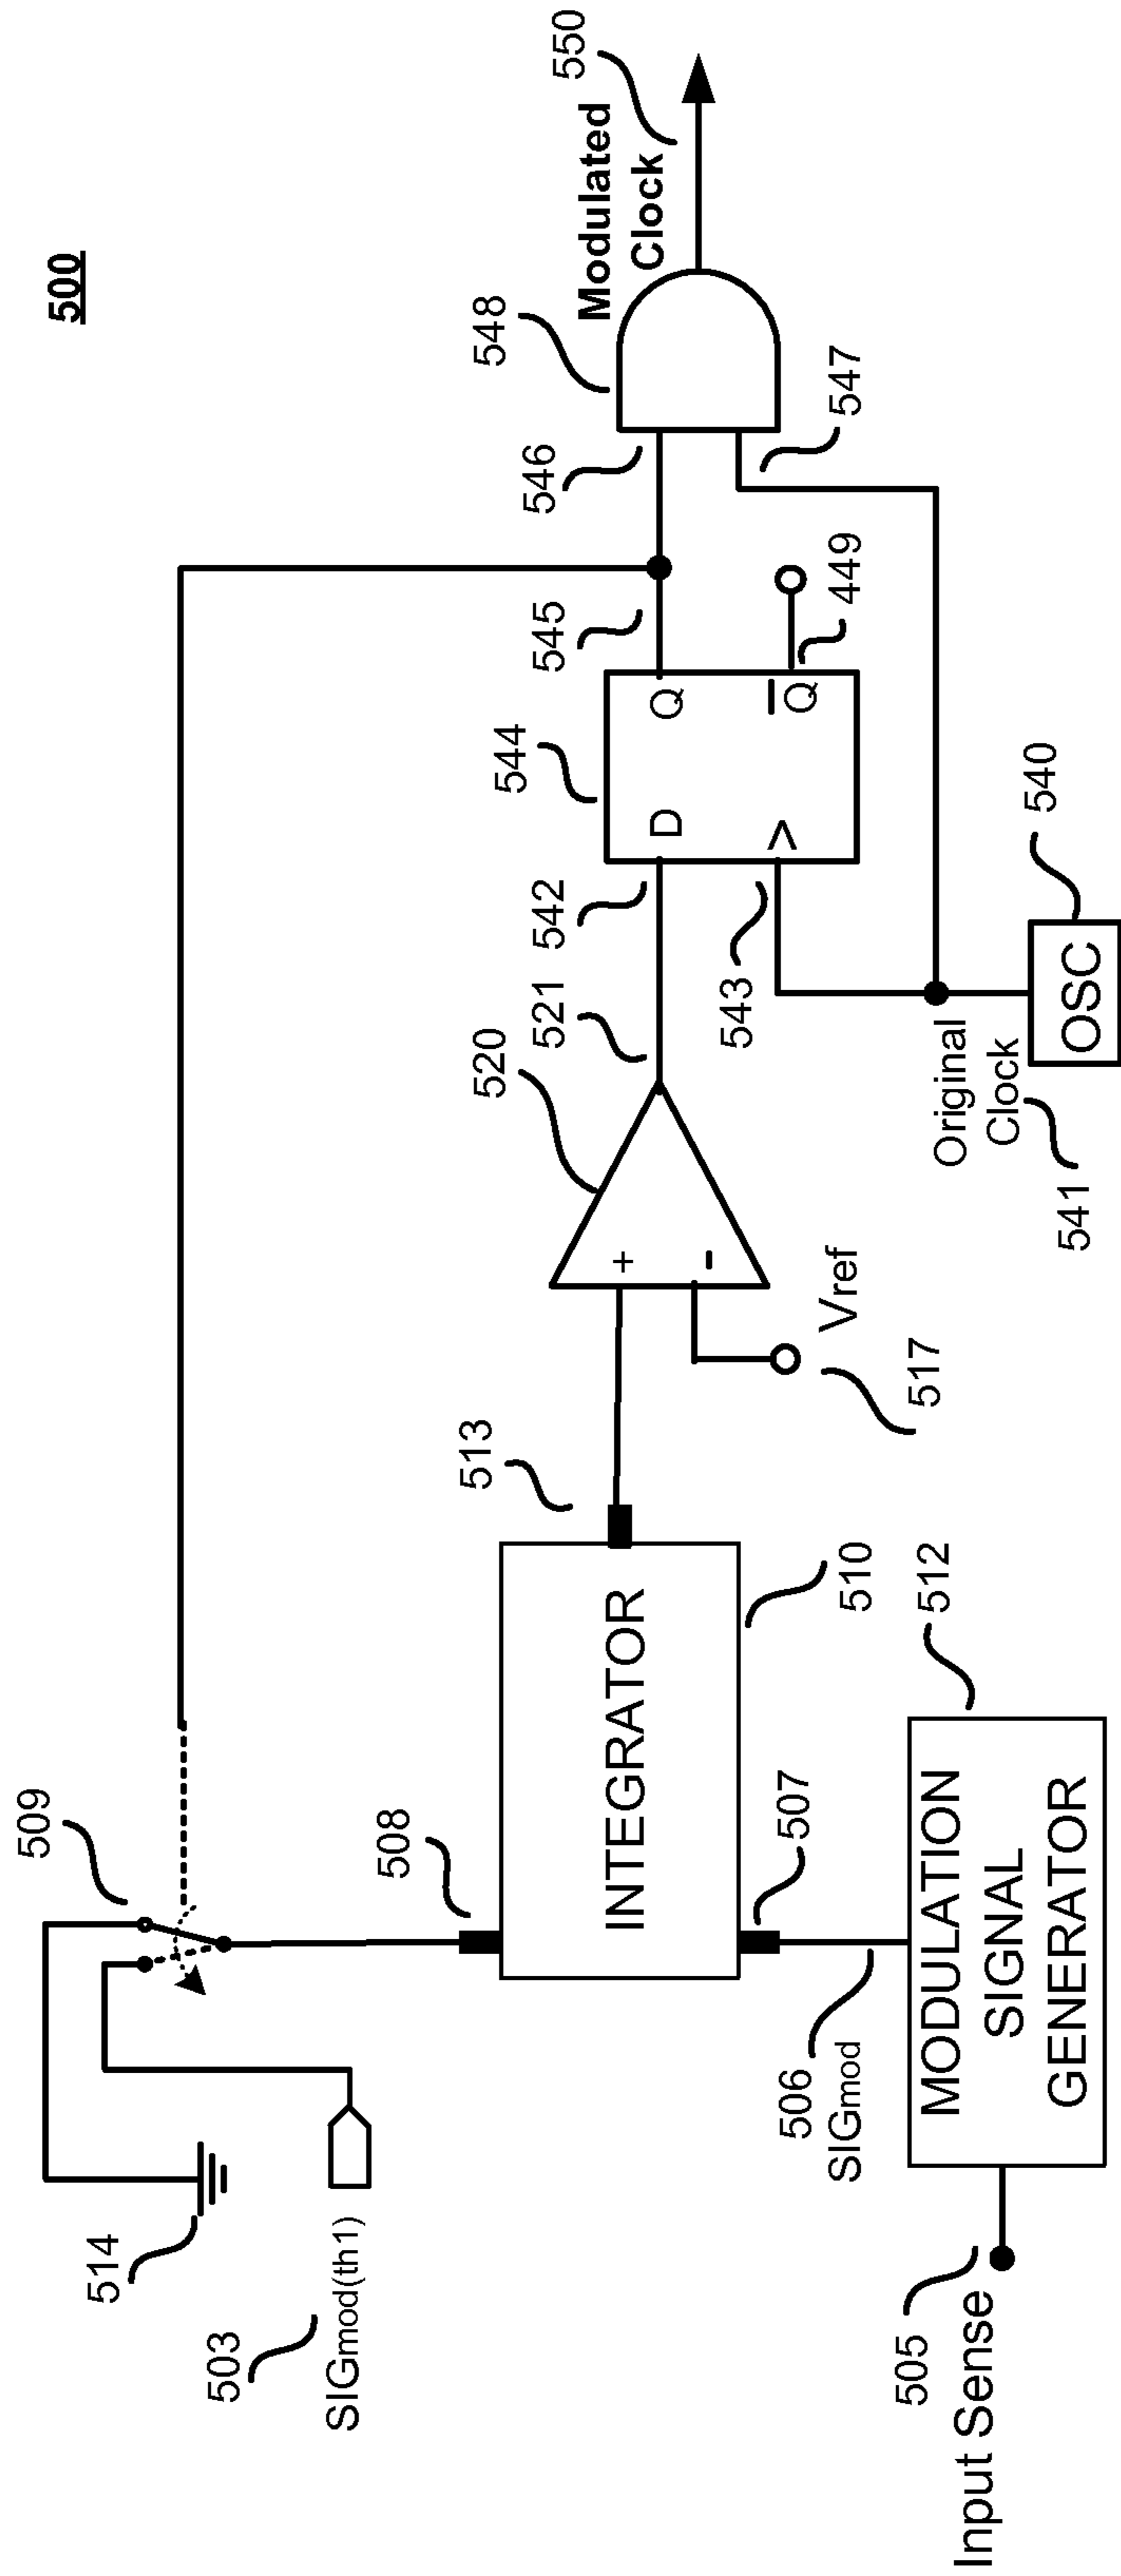 500
509
514
503
SIGmod(th1)
508
INTEGRATOR
510
513
507
506
SIGmod
505
Input Sense
MODULATION
SIGNAL
GENERATOR
512
520
+
-
Vref
517
521
542
544
D
Q
>
Q
543
545
449
Original
Clock
541
OSC
540
546
548
547
Modulated
Clock
550